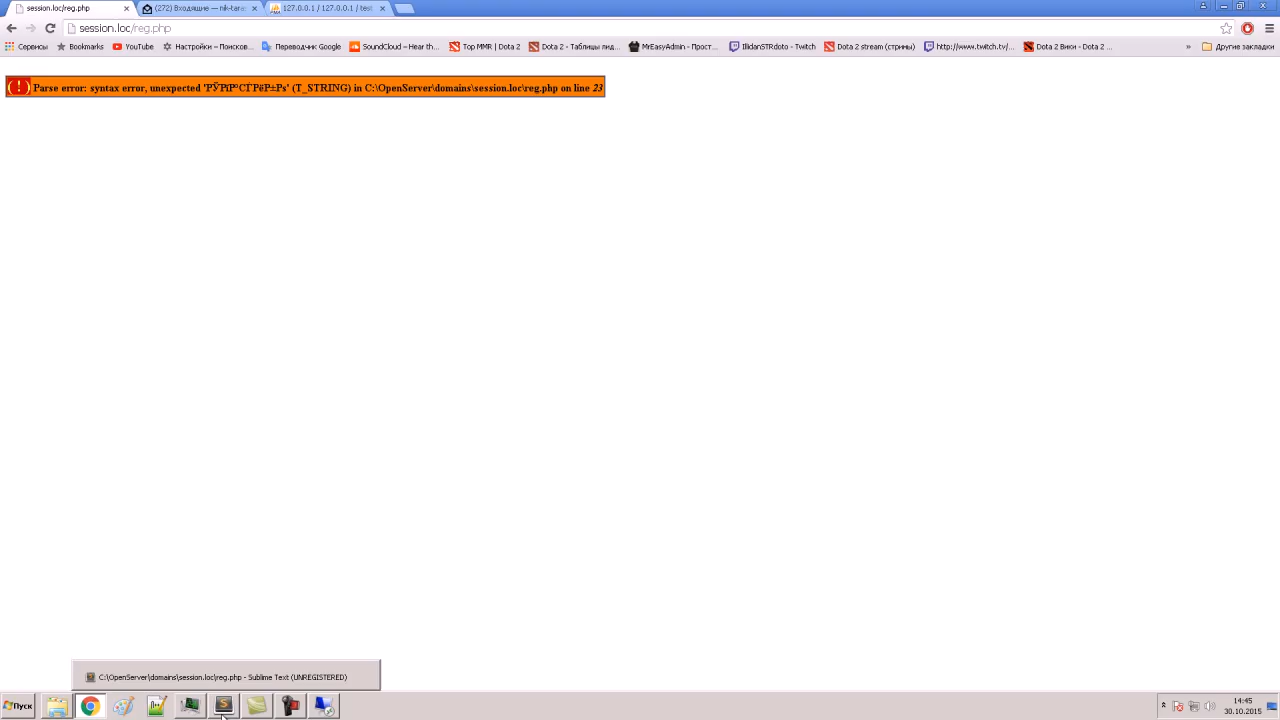 session.loc/reg.php
(272) Входящие — nik-tara
127.0.0.1 / 127.0.0.1 / test
session.loc/reg.php
Сервисы
Bookmarks
YouTube
Настройки – Поисков...
Переводчик Google
SoundCloud – Hear th...
Top MMR | Dota 2
Dota 2 - Таблицы лид...
MrEasyAdmin - Прост...
IllidanSTRdoto - Twitch
Dota 2 stream (стримы)
http://www.twitch.tv/...
Dota 2 Вики - Dota 2 ...
»
Другие закладки
( ! ) Parse error: syntax error, unexpected 'РЎРїР°СЃРёР±Рѕ' (T_STRING) in C:\OpenServer\domains\session.loc\reg.php on line 23
C:\OpenServer\domains\session.loc\reg.php - Sublime Text (UNREGISTERED)
Пуск
14:45
30.10.2015